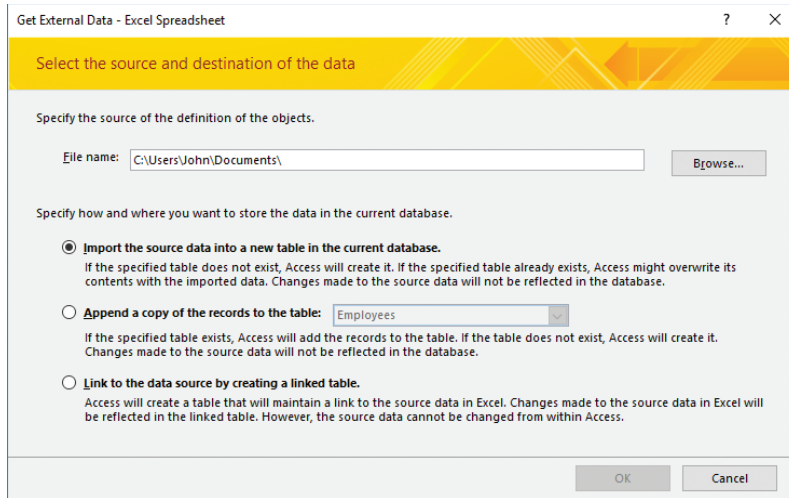 Get External Data - Excel Spreadsheet ? X
Select the source and destination of the data
Specify the source of the definition of the objects.
File name: C:\Users\John\Documents\ Browse...
Specify how and where you want to store the data in the current database.
Import the source data into a new table in the current database.
If the specified table does not exist, Access will create it. If the specified table already exists, Access might overwrite its
contents with the imported data. Changes made to the source data will not be reflected in the database.
Append a copy of the records to the table: Employees
If the specified table exists, Access will add the records to the table. If the table does not exist, Access will create it.
Changes made to the source data will not be reflected in the database.
Link to the data source by creating a linked table.
Access will create a table that will maintain a link to the source data in Excel. Changes made to the source data in Excel will
be reflected in the linked table. However, the source data cannot be changed from within Access.
OK Cancel